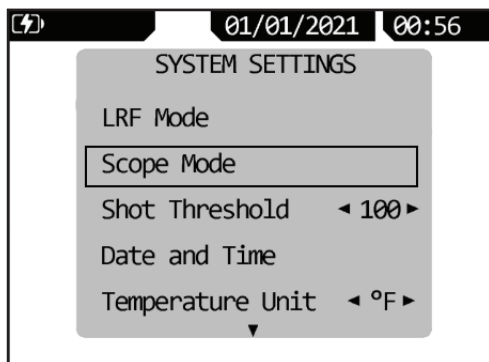 01/01/2021 00:56
SYSTEM SETTINGS
LRF Mode
Scope Mode
Shot Threshold ◄ 100 ►
Date and Time
Temperature Unit ◄ °F ►
▼